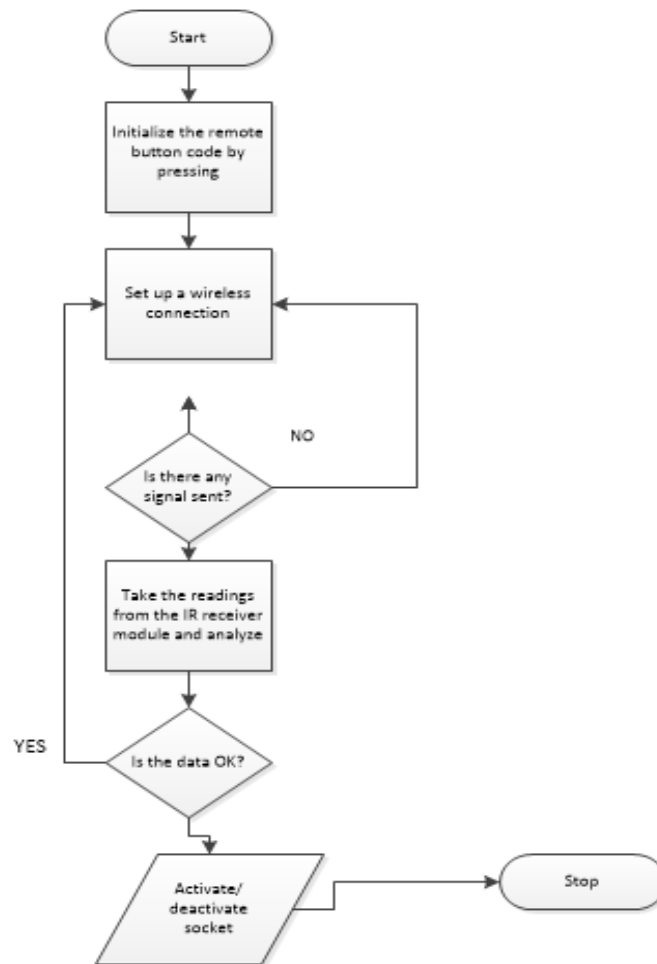 Start
Initialize the remote
button code by
pressing
Set up a wireless
connection
NO
Is there any
signal sent?
Take the readings
from the IR receiver
module and analyze
YES
Is the data OK?
Activate/
deactivate
socket
Stop